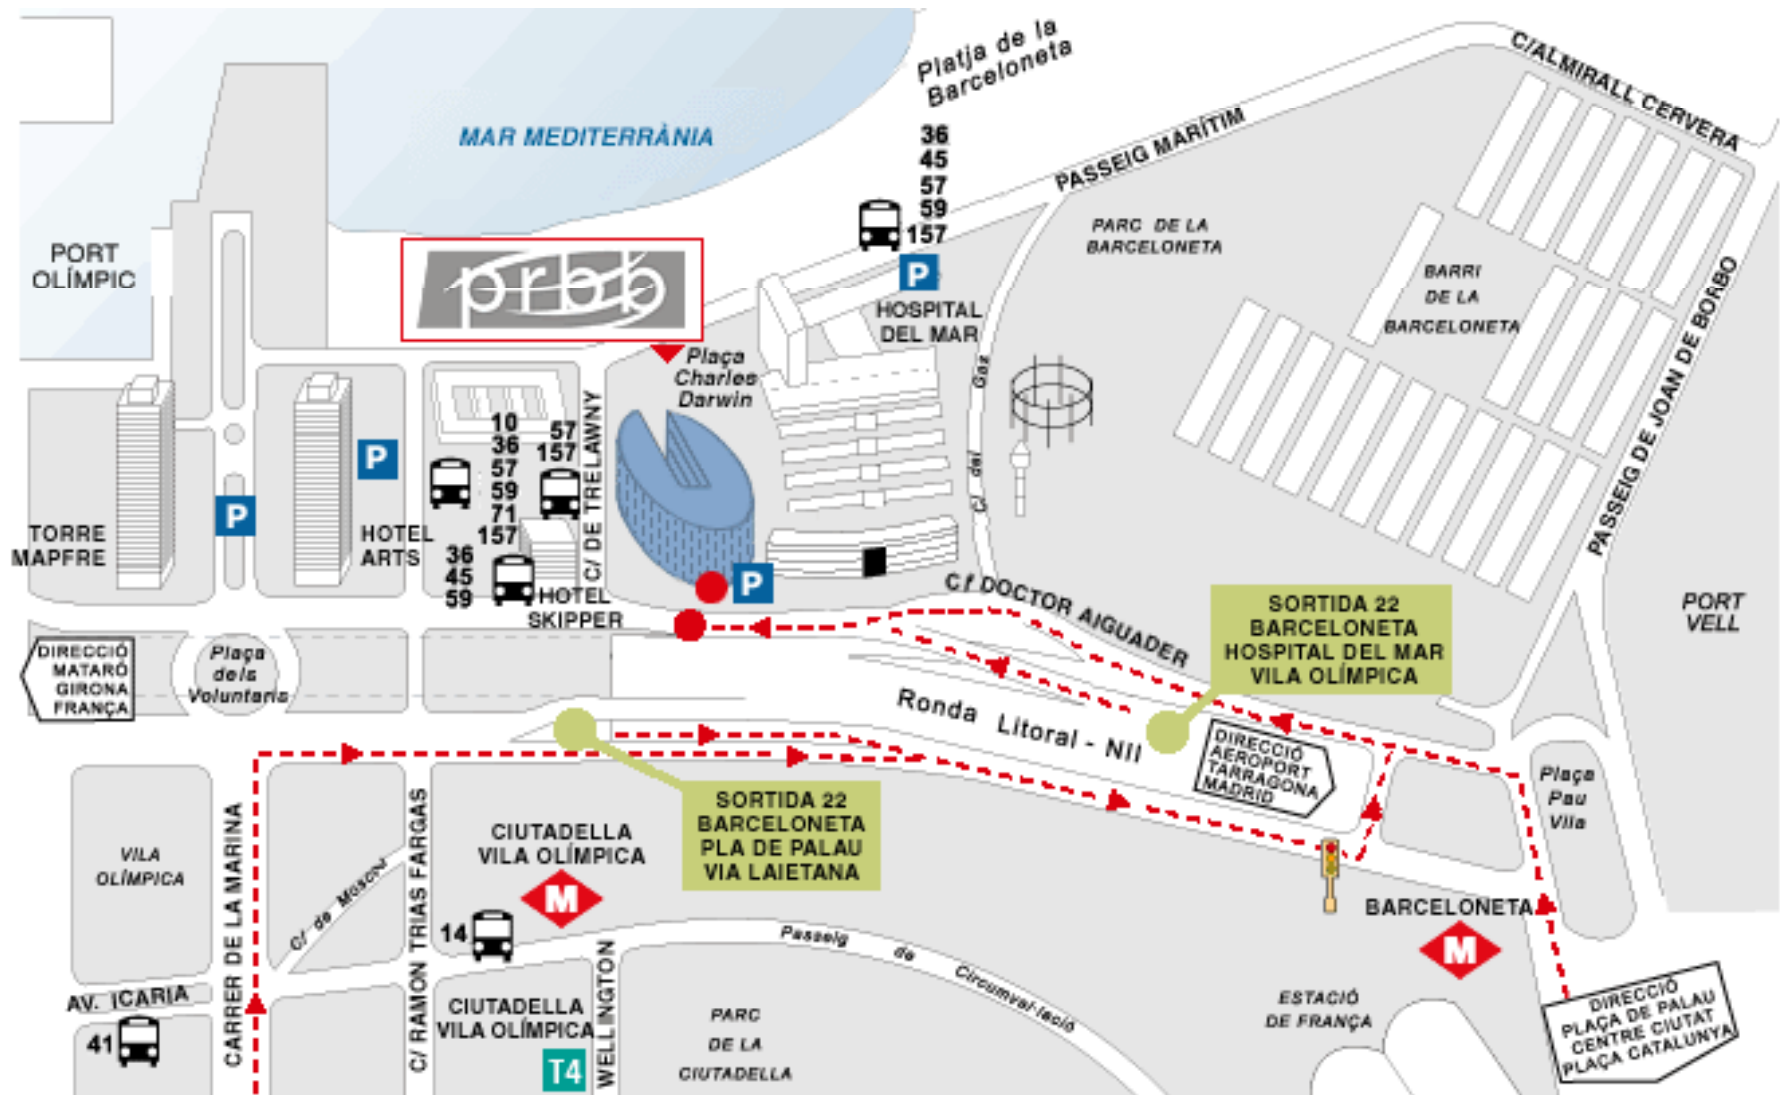 Platja de la
Barceloneta
C/ALMIRALL CERVERA
MAR MEDITERRÀNIA
36
45
57
59
157
P
HOSPITAL
DEL MAR
PASSEIG MARÍTIM
PARC DE LA
BARCELONETA
BARRI
DE LA
BARCELONETA
PASSEIG DE JOAN DE BORBO
PORT
OLÍMPIC
prbb
Plaça
Charles
Darwin
C/ del Gaz
TORRE
MAPFRE
P
P
HOTEL
ARTS
10
36
57
59
71
157
57
157
36
45
59
HOTEL
SKIPPER
C/ DE TRELAWNY
P
C/ DOCTOR AIGUADER
SORTIDA 22
BARCELONETA
HOSPITAL DEL MAR
VILA OLÍMPICA
PORT
VELL
DIRECCIÓ
MATARÓ
GIRONA
FRANÇA
Plaça
dels
Voluntaris
Ronda Litoral - NII
DIRECCIÓ
AEROPORT
TARRAGONA
MADRID
Plaça
Pau
Vila
SORTIDA 22
BARCELONETA
PLA DE PALAU
VIA LAIETANA
VILA
OLÍMPICA
CARRER DE LA MARINA
C/ de Moscou
C/ RAMON TRIAS FARGAS
CIUTADELLA
VILA OLÍMPICA
M
14
BARCELONETA
M
Passeig de Circumval·lació
AV. ICARIA
41
CIUTADELLA
VILA OLÍMPICA
T4
WELLINGTON
PARC
DE LA
CIUTADELLA
ESTACIÓ
DE FRANÇA
DIRECCIÓ
PLAÇA DE PALAU
CENTRE CIUTAT
PLAÇA CATALUNYA